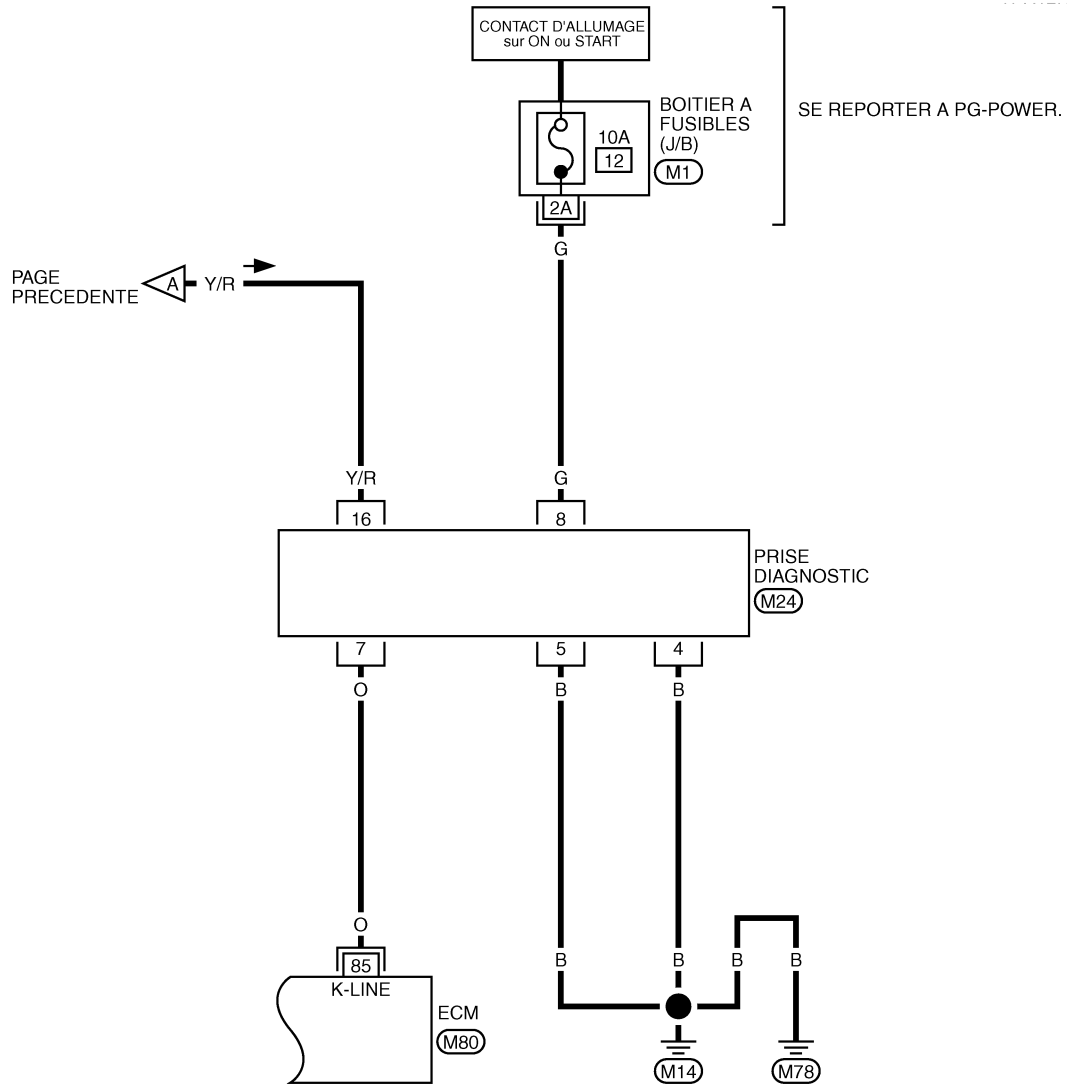 CONTACT D'ALLUMAGE
sur ON ou START
BOITIER A
FUSIBLES
(J/B)
M1
10A
12
2A
SE REPORTER A PG-POWER.
G
PAGE
PRECEDENTE
A
Y/R
Y/R
G
16
8
PRISE
DIAGNOSTIC
M24
7
5
4
O
B
B
O
B
B
B
B
85
K-LINE
ECM
M80
M14
M78